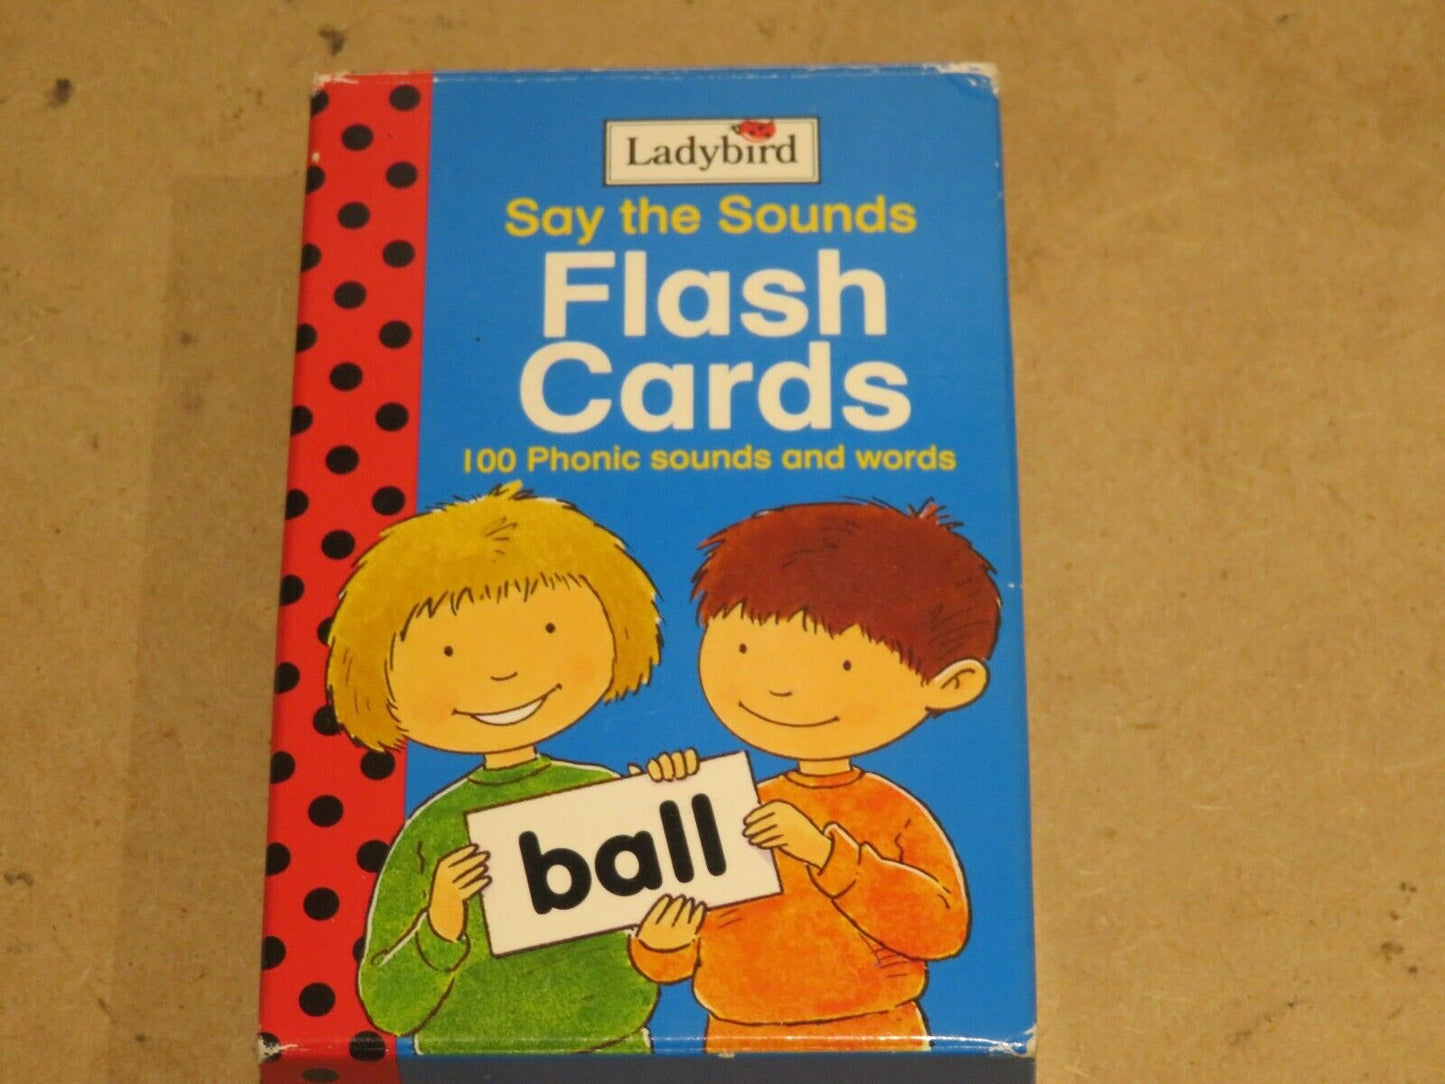 Ladybird
Say the Sounds
Flash
Cards
100 Phonic sounds and words
ball